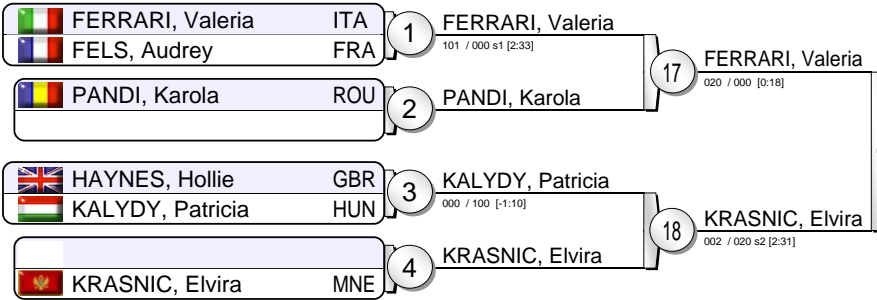 FERRARI, Valeria ITA
FELS, Audrey FRA
1
FERRARI, Valeria
101 / 000 s1 [2:33]
PANDI, Karola ROU
2
PANDI, Karola
17
FERRARI, Valeria
020 / 000 [0:18]
HAYNES, Hollie GBR
KALYDY, Patricia HUN
3
KALYDY, Patricia
000 / 100 [-1:10]
KRASNIC, Elvira MNE
4
KRASNIC, Elvira
18
KRASNIC, Elvira
002 / 020 s2 [2:31]